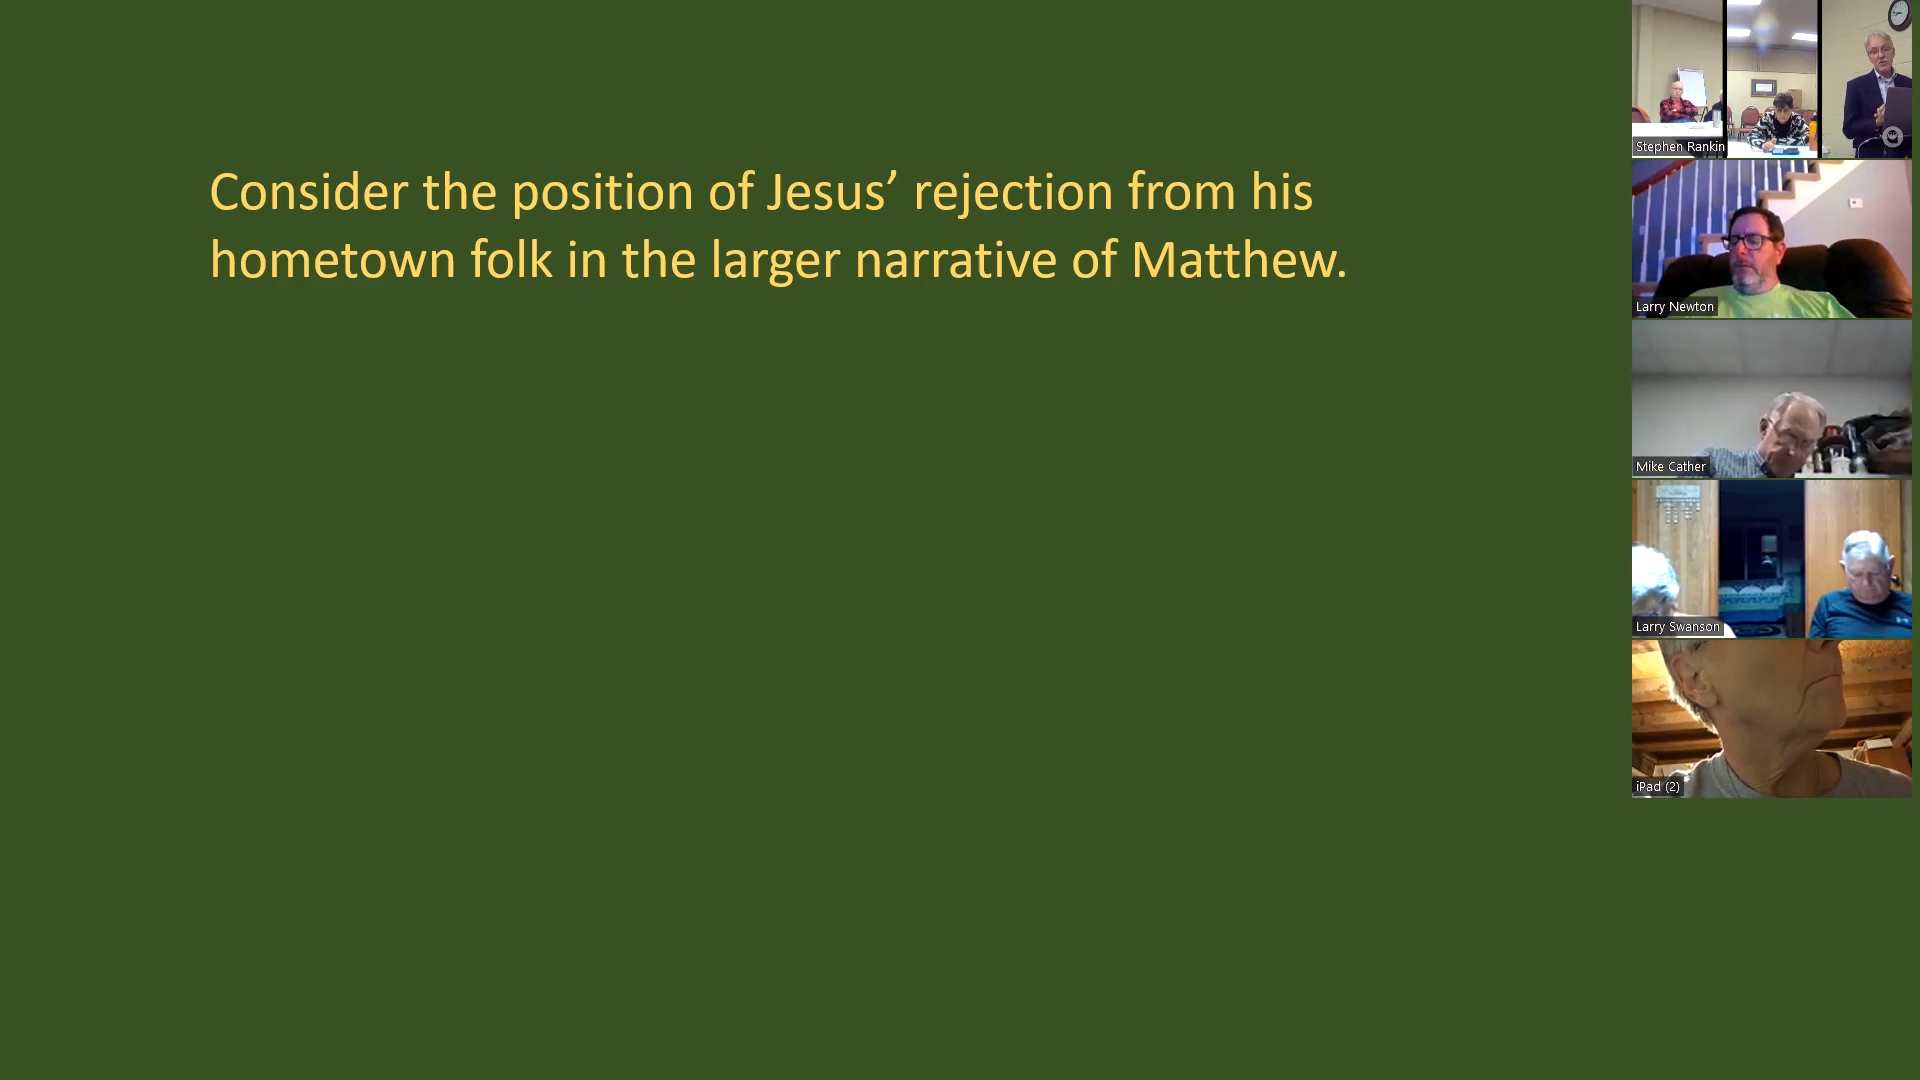 Consider the position of Jesus’ rejection from his
hometown folk in the larger narrative of Matthew.
Stephen Rankin
Larry Newton
Mike Cather
Larry Swanson
iPad (2)